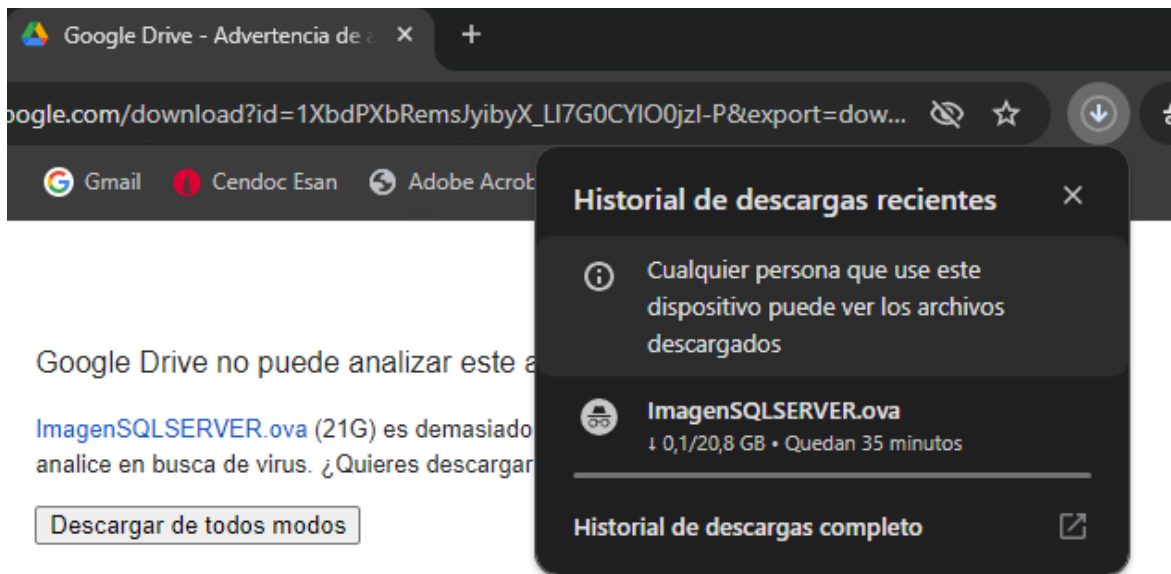 Google Drive - Advertencia de
oogle.com/download?id=1XbdPXbRemsJyibyX_LI7G0CYIO0jzI-P&export=dow...
Gmail
Cendoc Esan
Adobe Acrob
Historial de descargas recientes
Cualquier persona que use este
dispositivo puede ver los archivos
descargados
Google Drive no puede analizar este a
ImagenSQLSERVER.ova (21G) es demasiado
analice en busca de virus. ¿Quieres descargar
Descargar de todos modos
ImagenSQLSERVER.ova
↓ 0,1/20,8 GB • Quedan 35 minutos
Historial de descargas completo